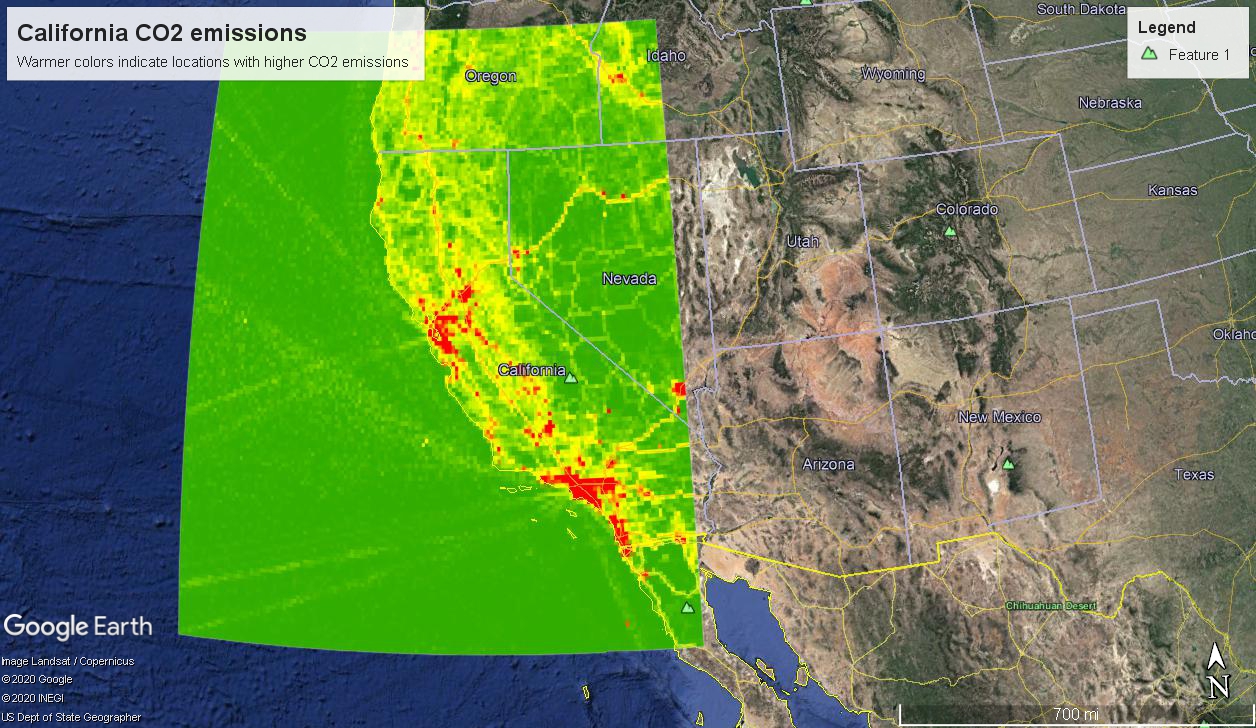 California CO2 emissions
Warmer colors indicate locations with higher CO2 emissions
Legend
Feature 1
South Dakota
Idaho
Oregon
Wyoming
Nebraska
Kansas
Colorado
Utah
Nevada
California
New Mexico
Arizona
Texas
Chihuahuan Desert
Google Earth
Image Landsat / Copernicus
©2020 Google
©2020 INEGI
US Dept of State Geographer
N
700 mi